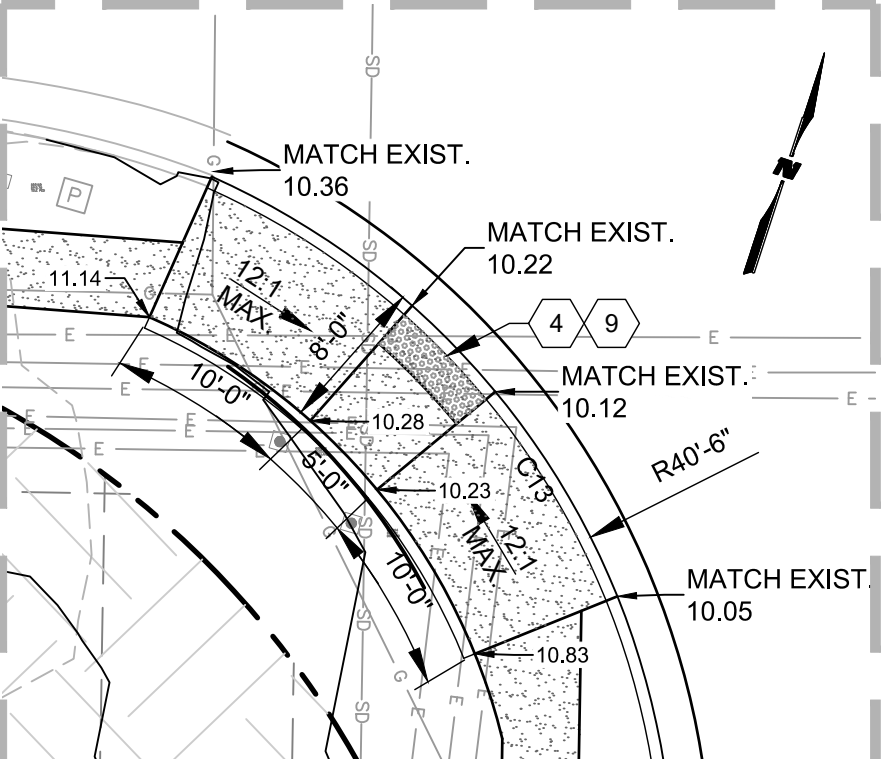 MATCH EXIST.
10.36
MATCH EXIST.
10.22
N
P
11.14
12:1
MAX.
8'-0"
4
9
MATCH EXIST.
10.12
10'-0"
10.28
5'-0"
10.23
C13
R40'-6"
12:1
MAX
10'-0"
MATCH EXIST.
10.05
10.83
SD
SD
SD
SD
SD
G
G
G
G
E
E
E
E
E
E
E
E
E
E
E
E
E